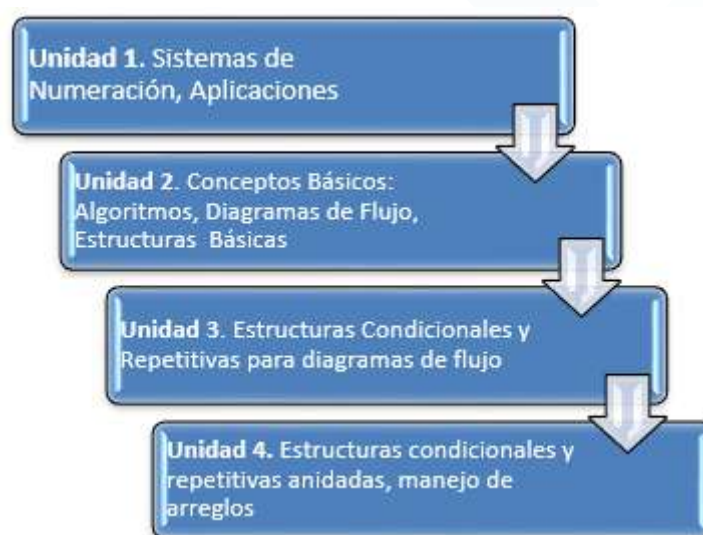 Unidad 1. Sistemas de
Numeración, Aplicaciones
Unidad 2. Conceptos Básicos:
Algoritmos, Diagramas de Flujo,
Estructuras Básicas
Unidad 3. Estructuras Condicionales y
Repetitivas para diagramas de flujo
Unidad 4. Estructuras condicionales y
repetitivas anidadas, manejo de
arreglos